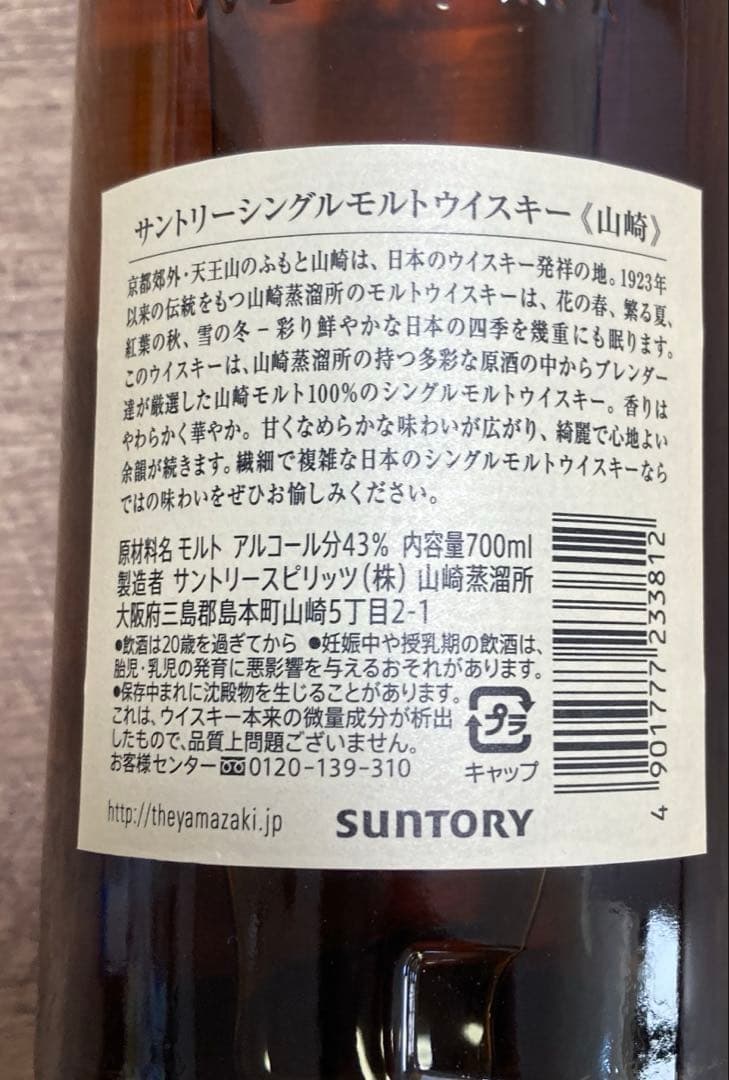 サントリーシングルモルトウイスキー《山崎》
京都郊外・天王山のふもと山崎は、日本のウイスキー発祥の地。1923年
以来の伝統をもつ山崎蒸溜所のモルトウイスキーは、花の春、繁る夏、
紅葉の秋、雪の冬－彩り鮮やかな日本の四季を幾重にも眠ります。
このウイスキーは、山崎蒸溜所の持つ多彩な原酒の中からブレンダー
達が厳選した山崎モルト100%のシングルモルトウイスキー。香りは
やわらかく華やか。甘くなめらかな味わいが広がり、綺麗で心地よい
余韻が続きます。繊細で複雑な日本のシングルモルトウイスキーなら
ではの味わいをぜひお愉しみください。
原材料名 モルト アルコール分43% 内容量700ml
製造者 サントリースピリッツ(株) 山崎蒸溜所
大阪府三島郡島本町山崎5丁目2-1
●飲酒は20歳を過ぎてから ●妊娠中や授乳期の飲酒は、
胎児・乳児の発育に悪影響を与えるおそれがあります。
●保存中まれに沈殿物を生じることがあります。
これは、ウイスキー本来の微量成分が析出
したもので、品質上問題ございません。
お客様センター 0120-139-310
プラ
キャップ
http://theyamazaki.jp
SUNTORY
4 901777 233812